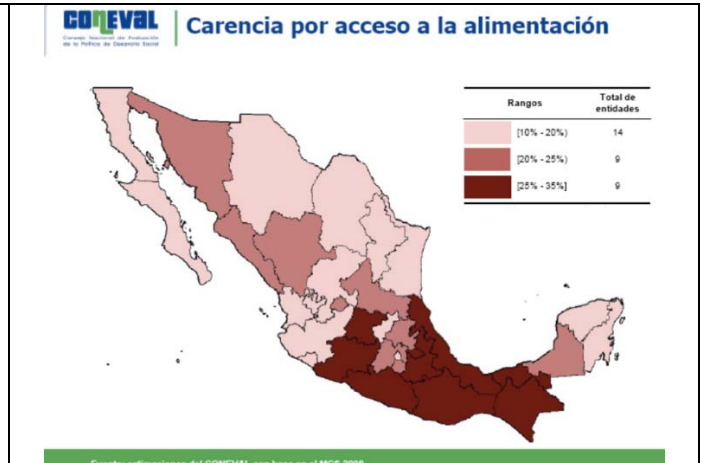 CONEVAL
Consejo Nacional de Evaluación
de la Política de Desarrollo Social
Carencia por acceso a la alimentación
Rangos
Total de
entidades
[10% - 20%) 14
[20% - 25%) 9
[25% - 35%] 9